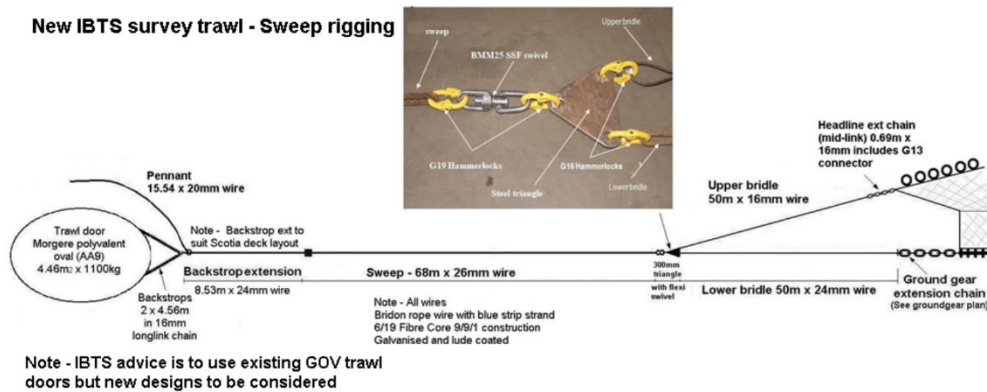 New IBTS survey trawl - Sweep rigging
sweep
BMM25 SSF swivel
Upper bridle
G19 Hammerlocks
G16 Hammerlocks
Steel triangle
Lower bridle
Headline ext chain
(mid-link) 0.69m x
16mm includes G13
connector
Pennant
15.54 x 20mm wire
Upper bridle
50m x 16mm wire
Trawl door
Morgere polyvalent
oval (AA9)
4.46m2 x 1100kg
Note - Backstrop ext to
suit Scotia deck layout
Backstrop extension
8.53m x 24mm wire
Sweep - 68m x 26mm wire
300mm
triangle
with flexi
swivel
Lower bridle 50m x 24mm wire
Ground gear
extension chain
(See groundgear plan)
Backstrops
2 x 4.56m
in 16mm
longlink chain
Note - All wires
Bridon rope wire with blue strip strand
6/19 Fibre Core 9/9/1 construction
Galvanised and lude coated
Note - IBTS advice is to use existing GOV trawl
doors but new designs to be considered